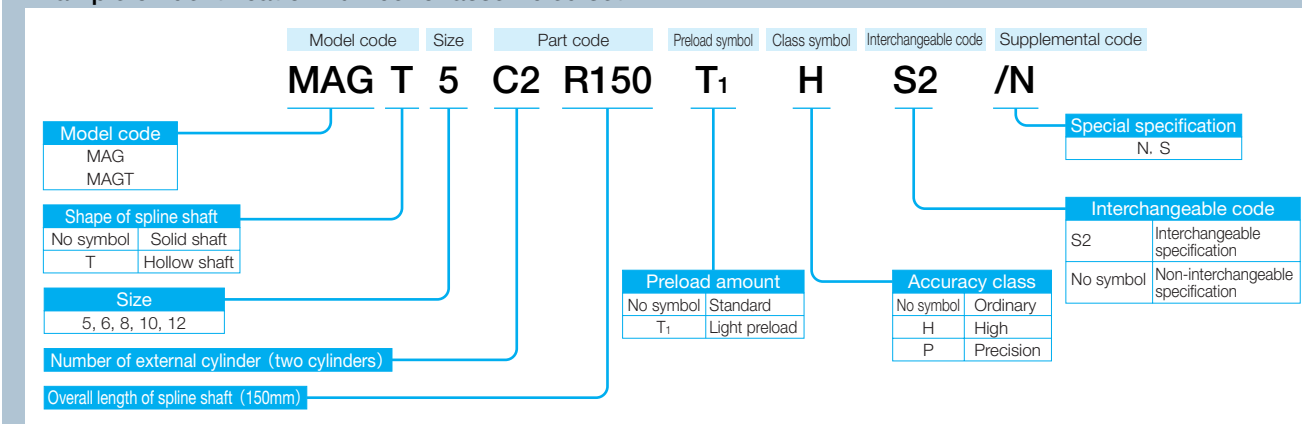 Model code Size Part code Preload symbol Class symbol Interchangeable code Supplemental code
MAG T 5 C2 R150 T1 H S2 /N
Model code
MAG
MAGT
Shape of spline shaft
No symbol Solid shaft
T Hollow shaft
Size
5, 6, 8, 10, 12
Number of external cylinder (two cylinders)
Overall length of spline shaft (150mm)
Preload amount
No symbol Standard
T1 Light preload
Accuracy class
No symbol Ordinary
H High
P Precision
Special specification
N. S
Interchangeable code
S2 Interchangeable
specification
No symbol Non-interchangeable
specification